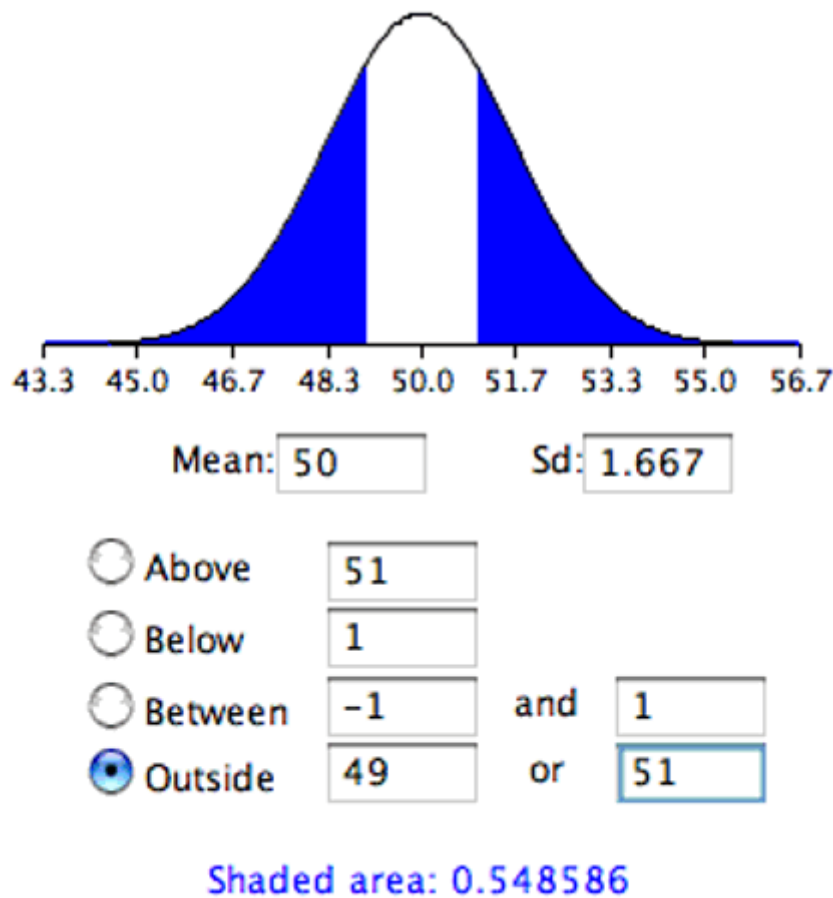 43.3 45.0 46.7 48.3 50.0 51.7 53.3 55.0 56.7
Mean: 50 Sd: 1.667
Above 51
Below 1
Between -1 and 1
Outside 49 or 51
Shaded area: 0.548586